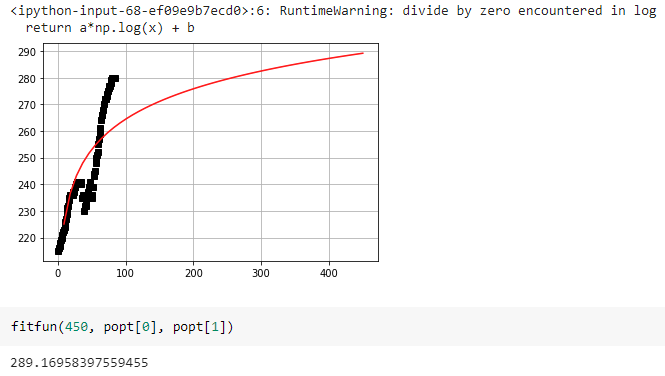 <ipython-input-68-ef09e9b7ecd0>:6: RuntimeWarning: divide by zero encountered in log
return a*np.log(x) + b
290
280
270
260
250
240
230
220
0 100 200 300 400
fitfun(450, popt[0], popt[1])
289.16958397559455